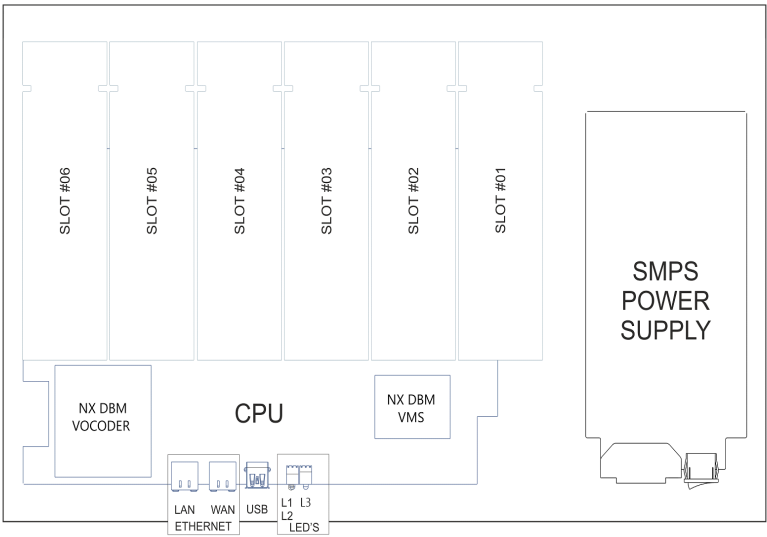 SLOT #06
SLOT #05
SLOT #04
SLOT #03
SLOT #02
SLOT #01
SMPS
POWER
SUPPLY
NX DBM
VOCODER
CPU
NX DBM
VMS
LAN WAN
ETHERNET
USB
L1 L3
L2
LED'S